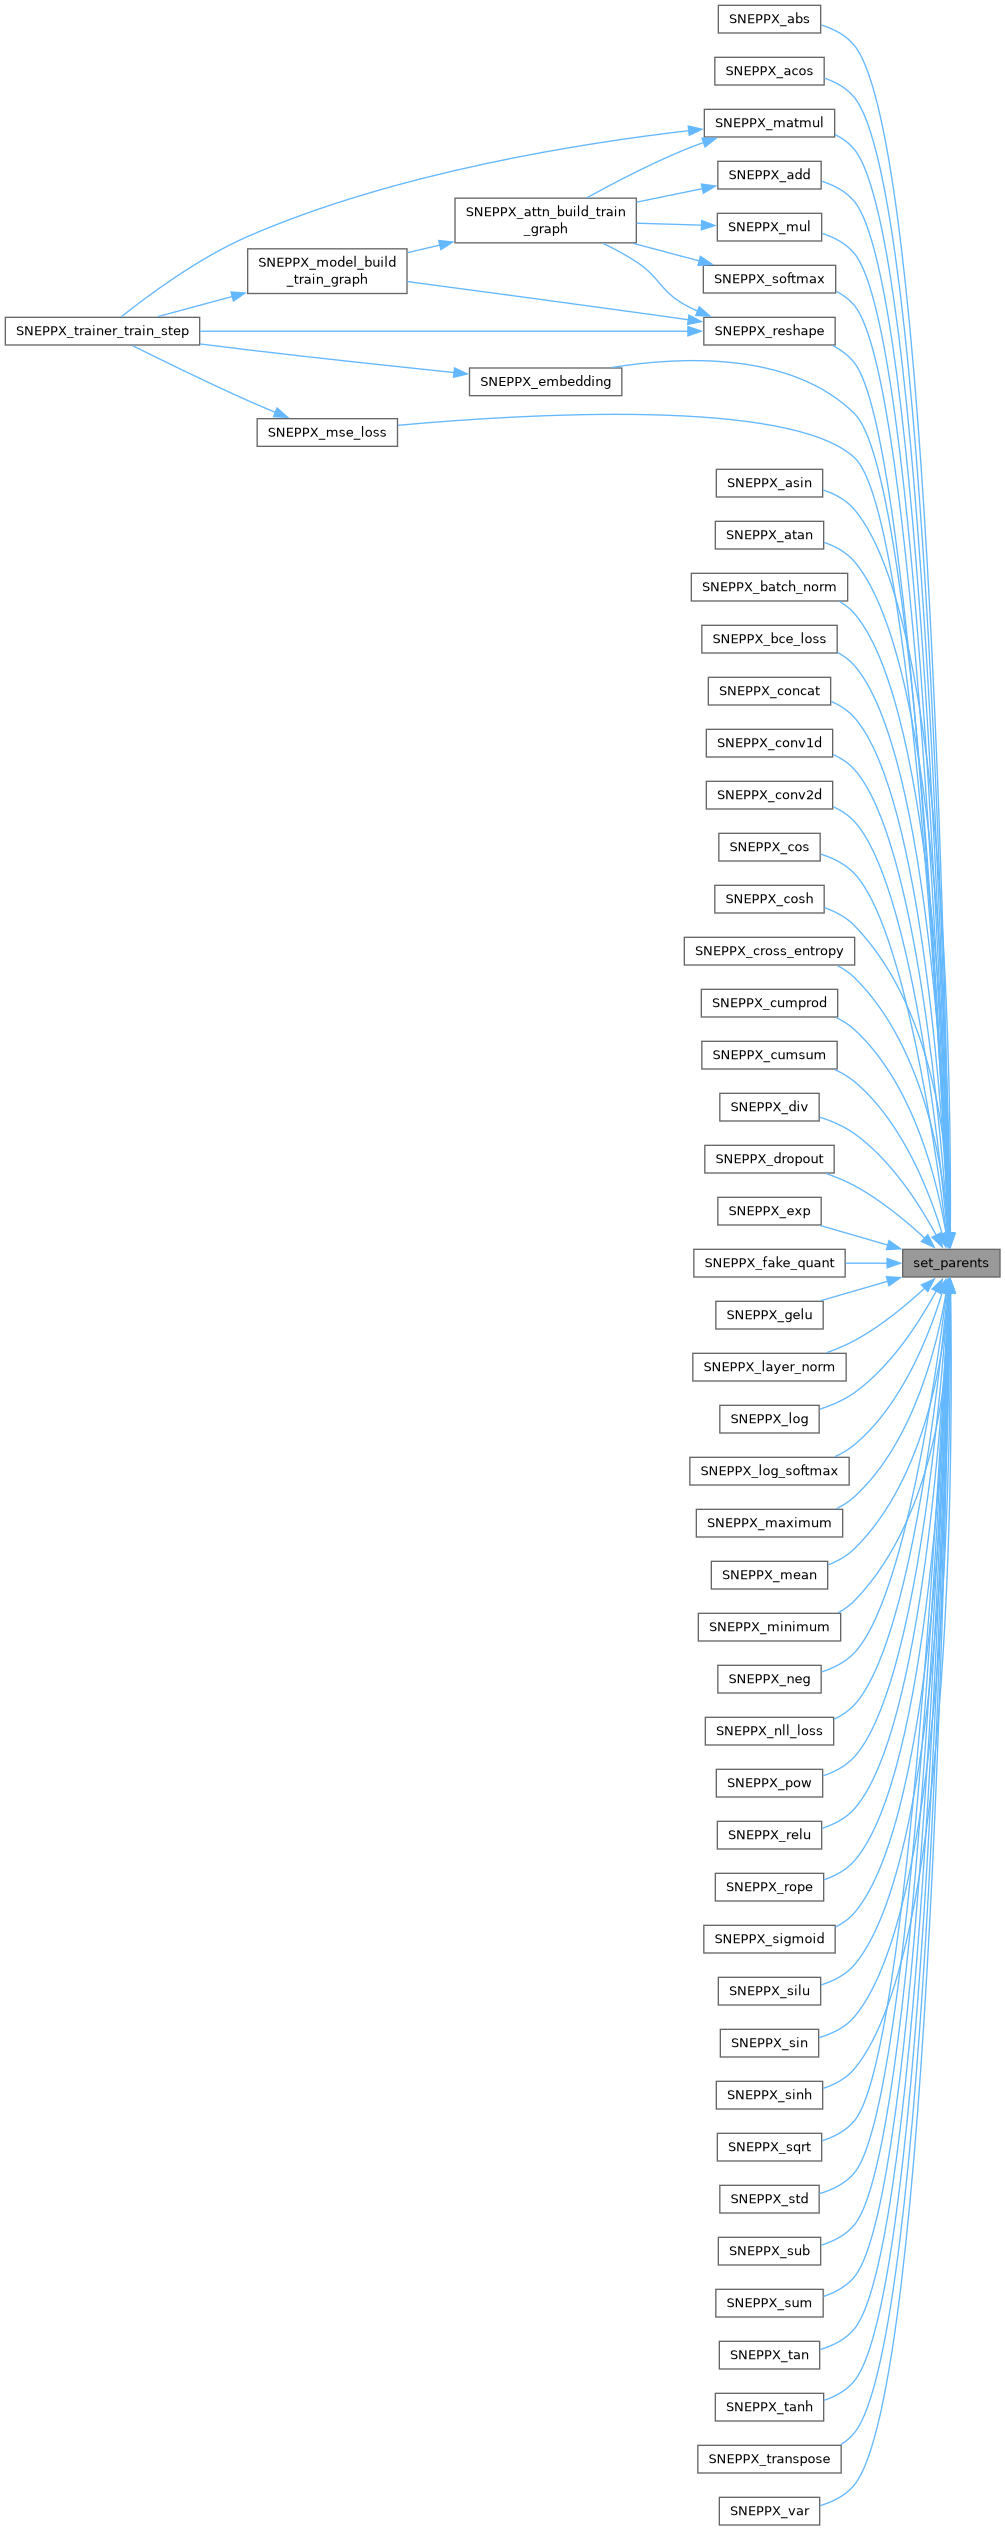 SNEPPX_abs
SNEPPX_acos
SNEPPX_matmul
SNEPPX_add
SNEPPX_attn_build_train
_graph
SNEPPX_mul
SNEPPX_model_build
_train_graph
SNEPPX_softmax
SNEPPX_trainer_train_step
SNEPPX_reshape
SNEPPX_embedding
SNEPPX_mse_loss
SNEPPX_asin
SNEPPX_atan
SNEPPX_batch_norm
SNEPPX_bce_loss
SNEPPX_concat
SNEPPX_conv1d
SNEPPX_conv2d
SNEPPX_cos
SNEPPX_cosh
SNEPPX_cross_entropy
SNEPPX_cumprod
SNEPPX_cumsum
SNEPPX_div
SNEPPX_dropout
SNEPPX_exp
SNEPPX_fake_quant
set_parents
SNEPPX_gelu
SNEPPX_layer_norm
SNEPPX_log
SNEPPX_log_softmax
SNEPPX_maximum
SNEPPX_mean
SNEPPX_minimum
SNEPPX_neg
SNEPPX_nll_loss
SNEPPX_pow
SNEPPX_relu
SNEPPX_rope
SNEPPX_sigmoid
SNEPPX_silu
SNEPPX_sin
SNEPPX_sinh
SNEPPX_sqrt
SNEPPX_std
SNEPPX_sub
SNEPPX_sum
SNEPPX_tan
SNEPPX_tanh
SNEPPX_transpose
SNEPPX_var